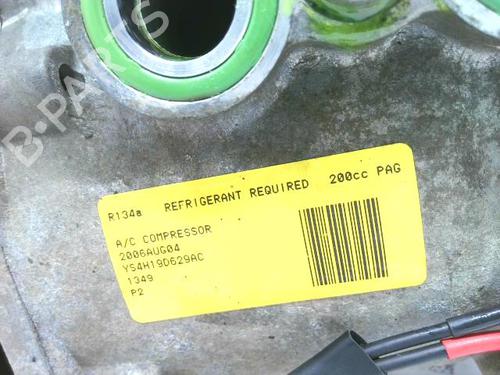 B-PARTS
R134a REFRIGERANT REQUIRED 200cc PAG
A/C COMPRESSOR
2006AUG04
YS4H19D629AC
1349
P2